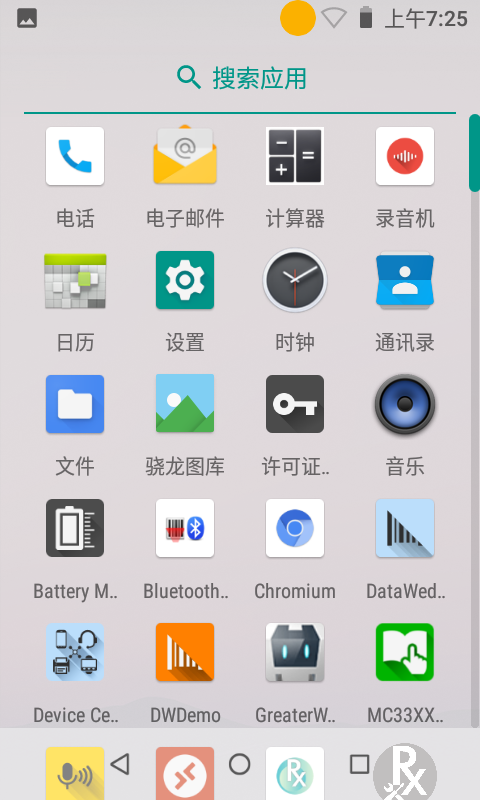 上午7:25
搜索应用
电话 电子邮件 计算器 录音机
日历 设置 时钟 通讯录
文件 骁龙图库 许可证.. 音乐
Battery M.. Bluetooth.. Chromium DataWed..
Device Ce.. DWDemo GreaterW.. MC33XX..
Rx Rx